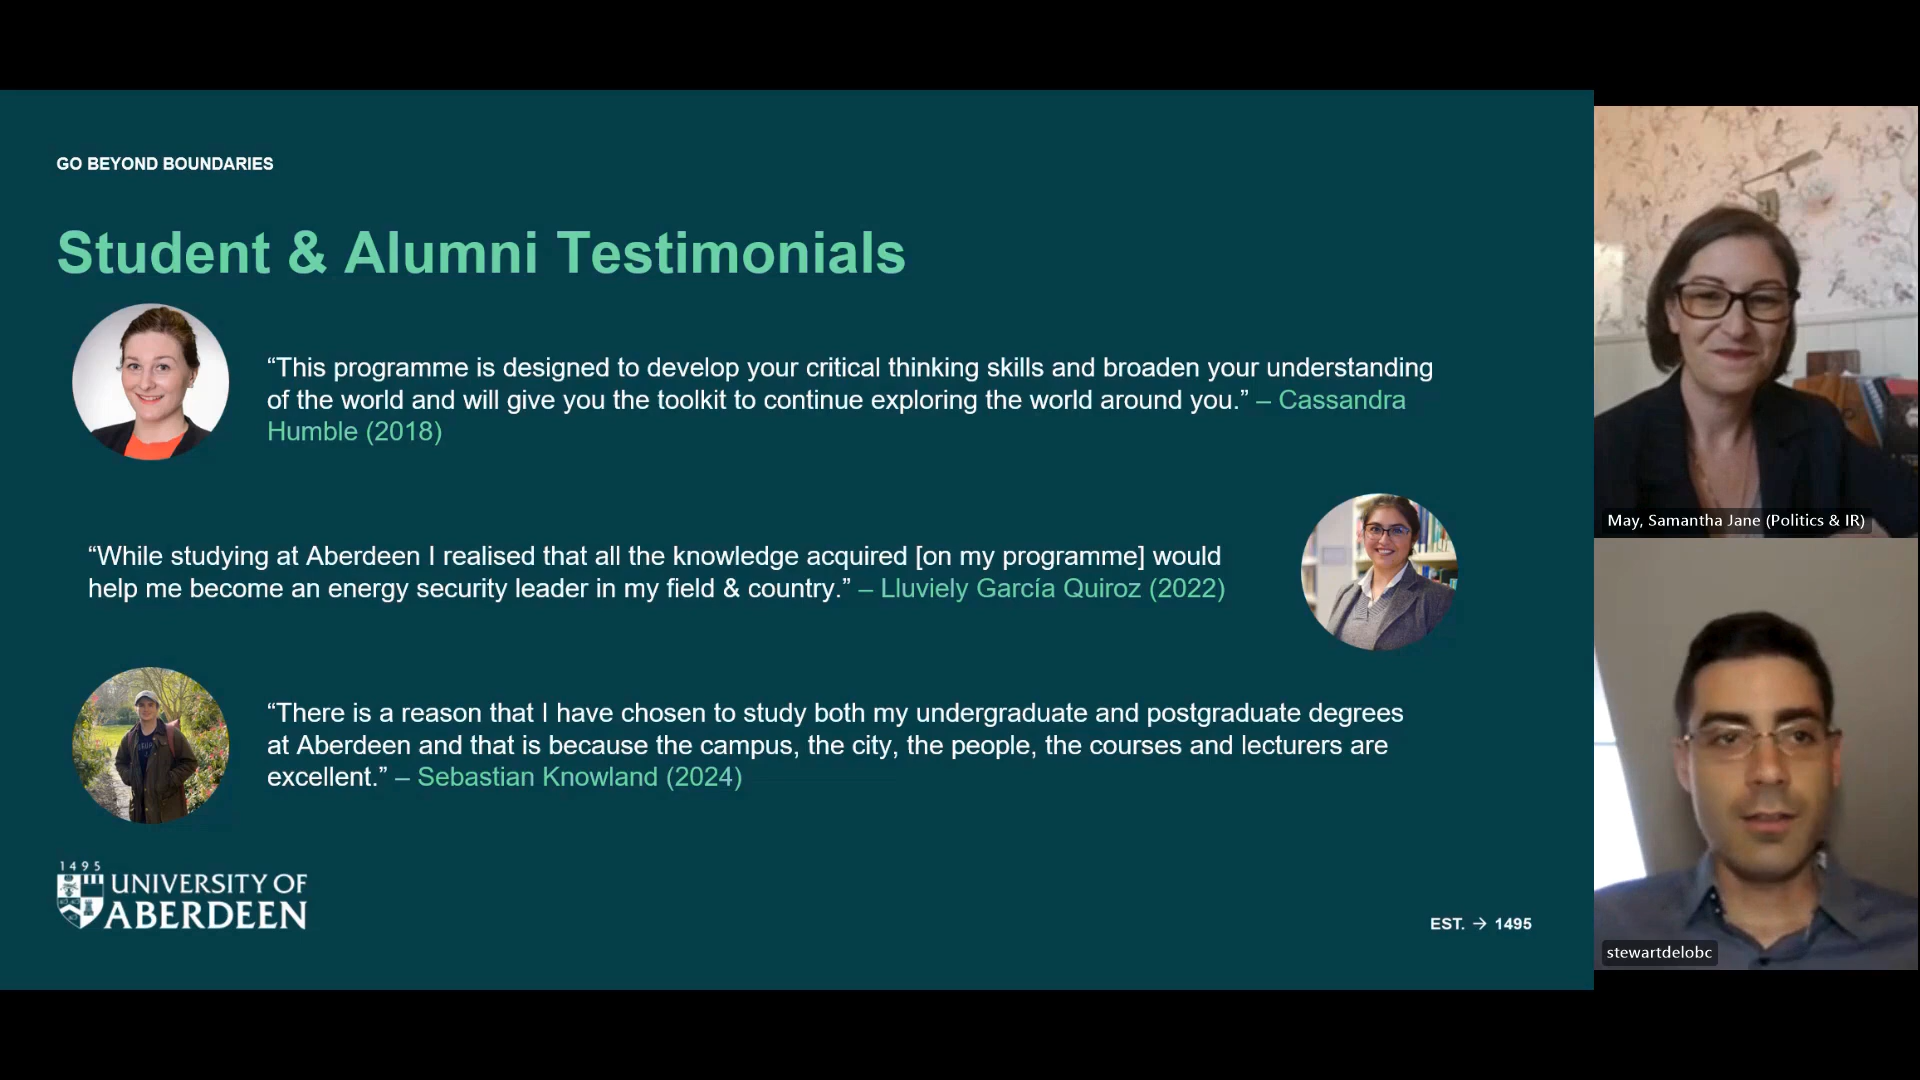 GO BEYOND BOUNDARIES
Student & Alumni Testimonials
“This programme is designed to develop your critical thinking skills and broaden your understanding
of the world and will give you the toolkit to continue exploring the world around you.” – Cassandra
Humble (2018)
“While studying at Aberdeen I realised that all the knowledge acquired [on my programme] would
help me become an energy security leader in my field & country.” – Lluviely García Quiroz (2022)
“There is a reason that I have chosen to study both my undergraduate and postgraduate degrees
at Aberdeen and that is because the campus, the city, the people, the courses and lecturers are
excellent.” – Sebastian Knowland (2024)
1495
UNIVERSITY OF
ABERDEEN
EST. → 1495
May, Samantha Jane (Politics & IR)
stewartdelobc